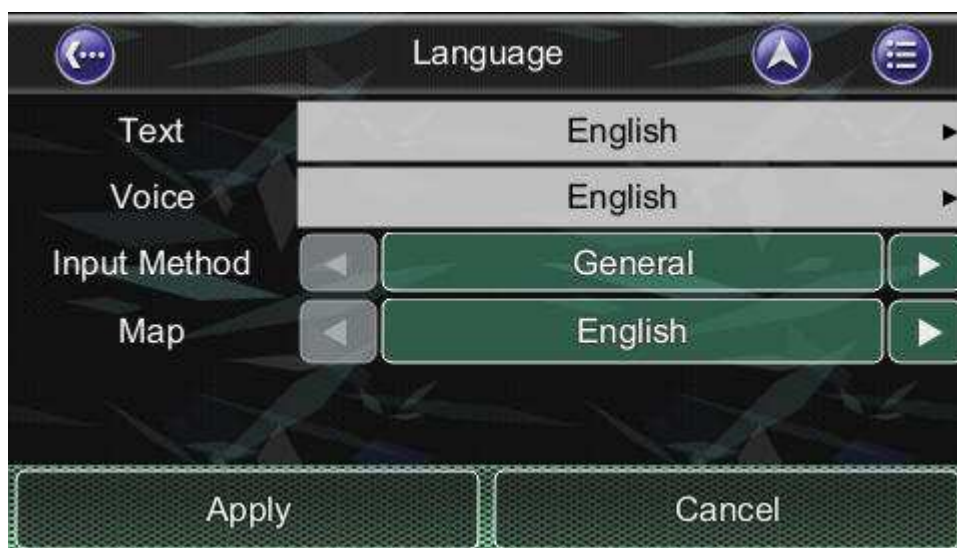 Language
Text English
Voice English
Input Method General
Map English
Apply Cancel